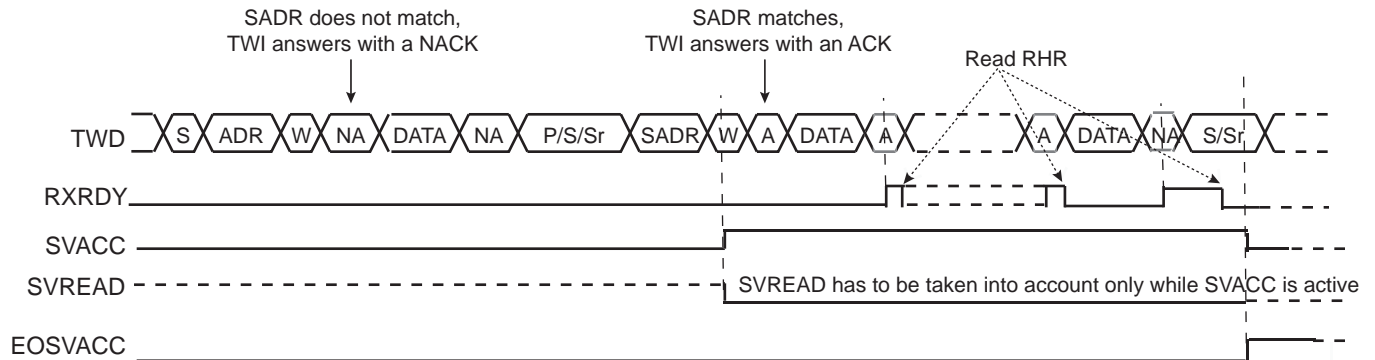 SADR does not match,
TWI answers with a NACK
SADR matches,
TWI answers with an ACK
Read RHR
TWD S ADR W NA DATA NA P/S/Sr SADR W A DATA A A DATA NA S/Sr
RXRDY
SVACC
SVREAD SVREAD has to be taken into account only while SVACC is active
EOSVACC